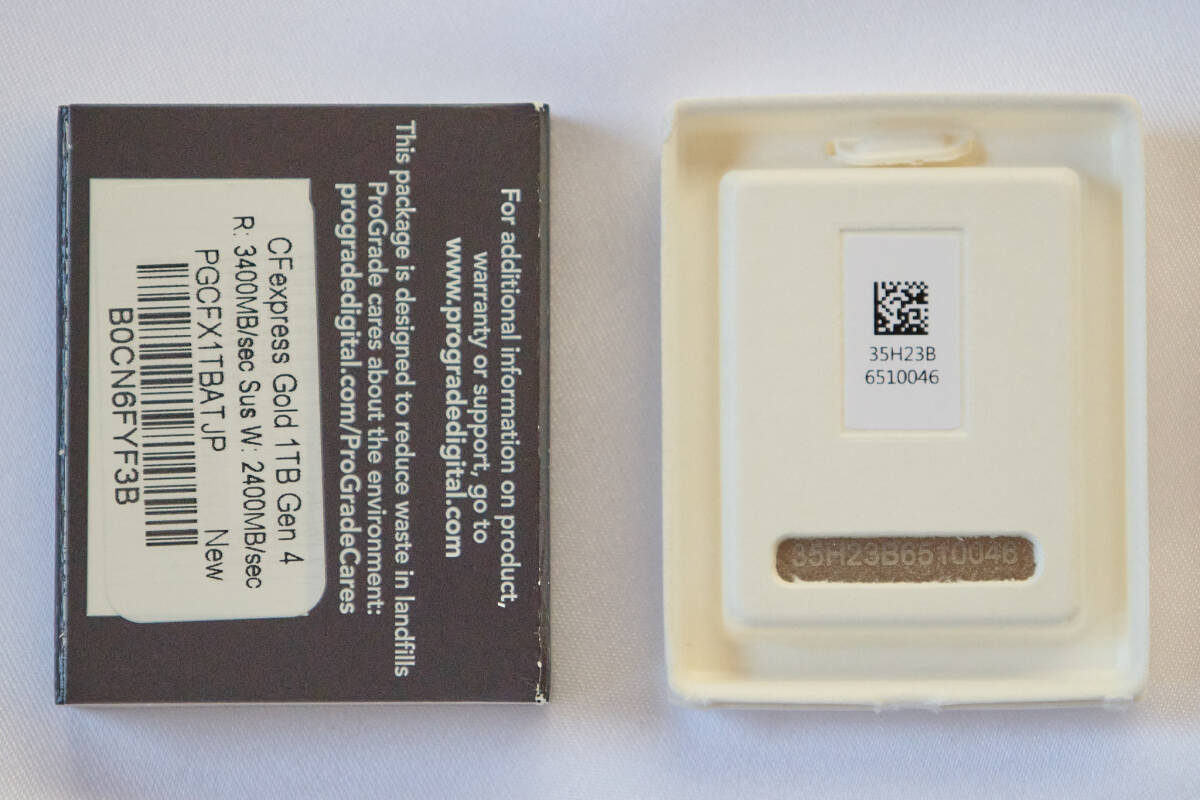 For additional information on product,
warranty or support, go to
www.progradedigital.com
This package is designed to reduce waste in landfills
ProGrade cares about the environment:
progradedigital.com/ProGradeCares
CFexpress Gold 1TB Gen 4
R: 3400MB/sec Sus W: 2400MB/sec
PGCFX1TBATJP New
B0CN6FYF3B
35H23B
6510046
35H23B6510046